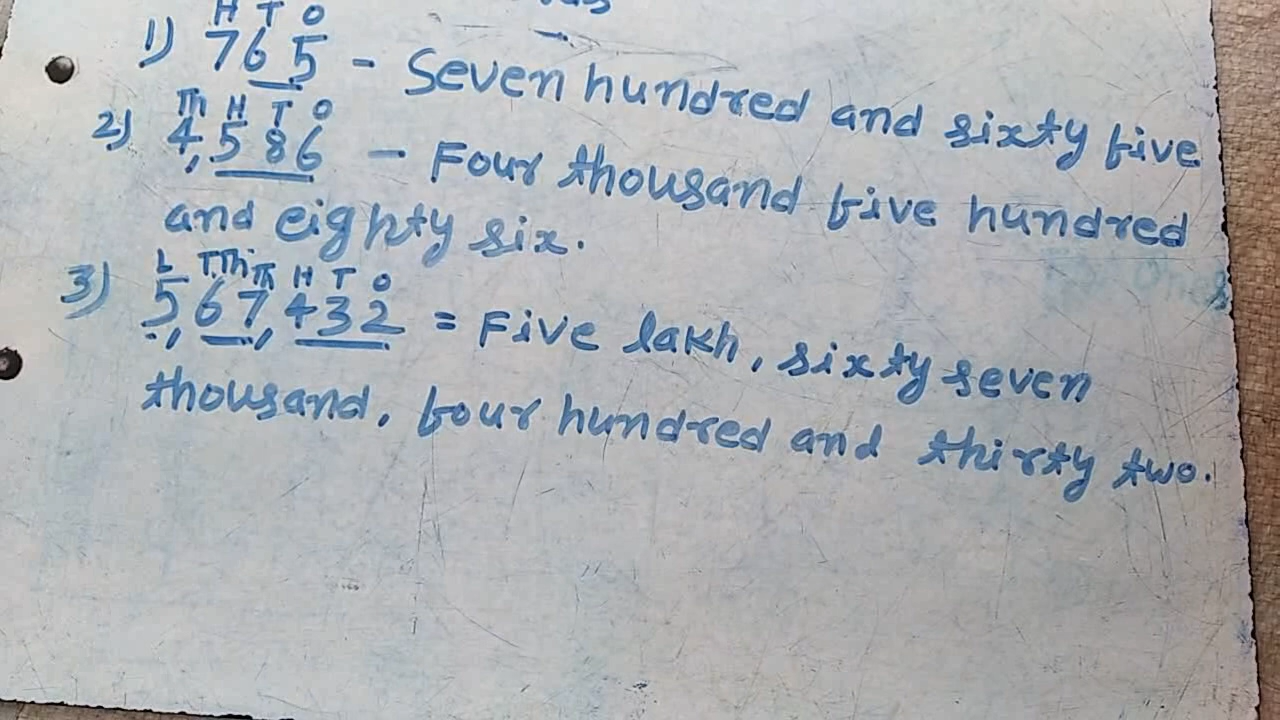 H T O
1) 765 - Seven hundred and sixty five
Th H T O
2) 4,586 - Four thousand five hundred
and eighty six.
L T.Th Th H T O
3) 5,67,432 = Five lakh, sixty seven
thousand, four hundred and thirty two.